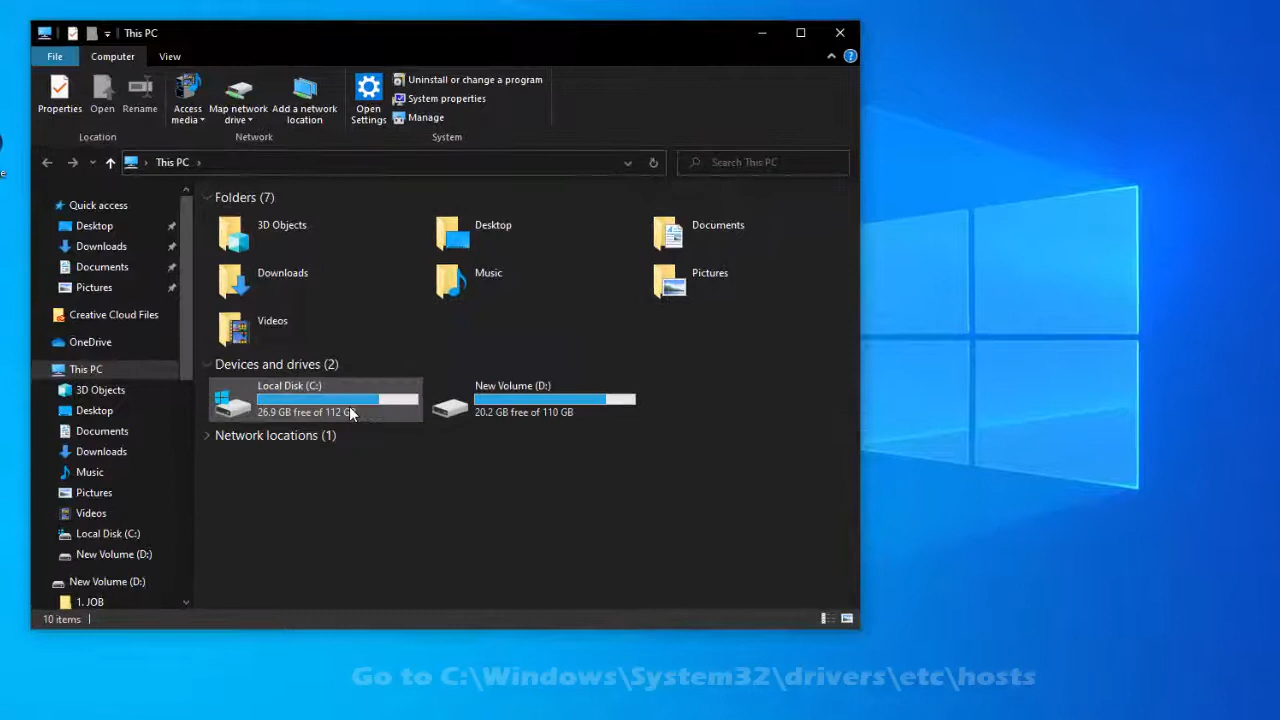 This PC
File Computer View
Properties Open Rename Access media Map network drive Add a network location Open Settings Uninstall or change a program
System properties
Manage
Location Network System
This PC
Search This PC
Quick access
Desktop
Downloads
Documents
Pictures
Creative Cloud Files
OneDrive
This PC
3D Objects
Desktop
Documents
Downloads
Music
Pictures
Videos
Local Disk (C:)
New Volume (D:)
New Volume (D:)
1. JOB
Folders (7)
3D Objects Desktop Documents
Downloads Music Pictures
Videos
Devices and drives (2)
Local Disk (C:) New Volume (D:)
26.9 GB free of 112 GB 20.2 GB free of 110 GB
Network locations (1)
10 items
Go to C:\Windows\System32\drivers\etc\hosts